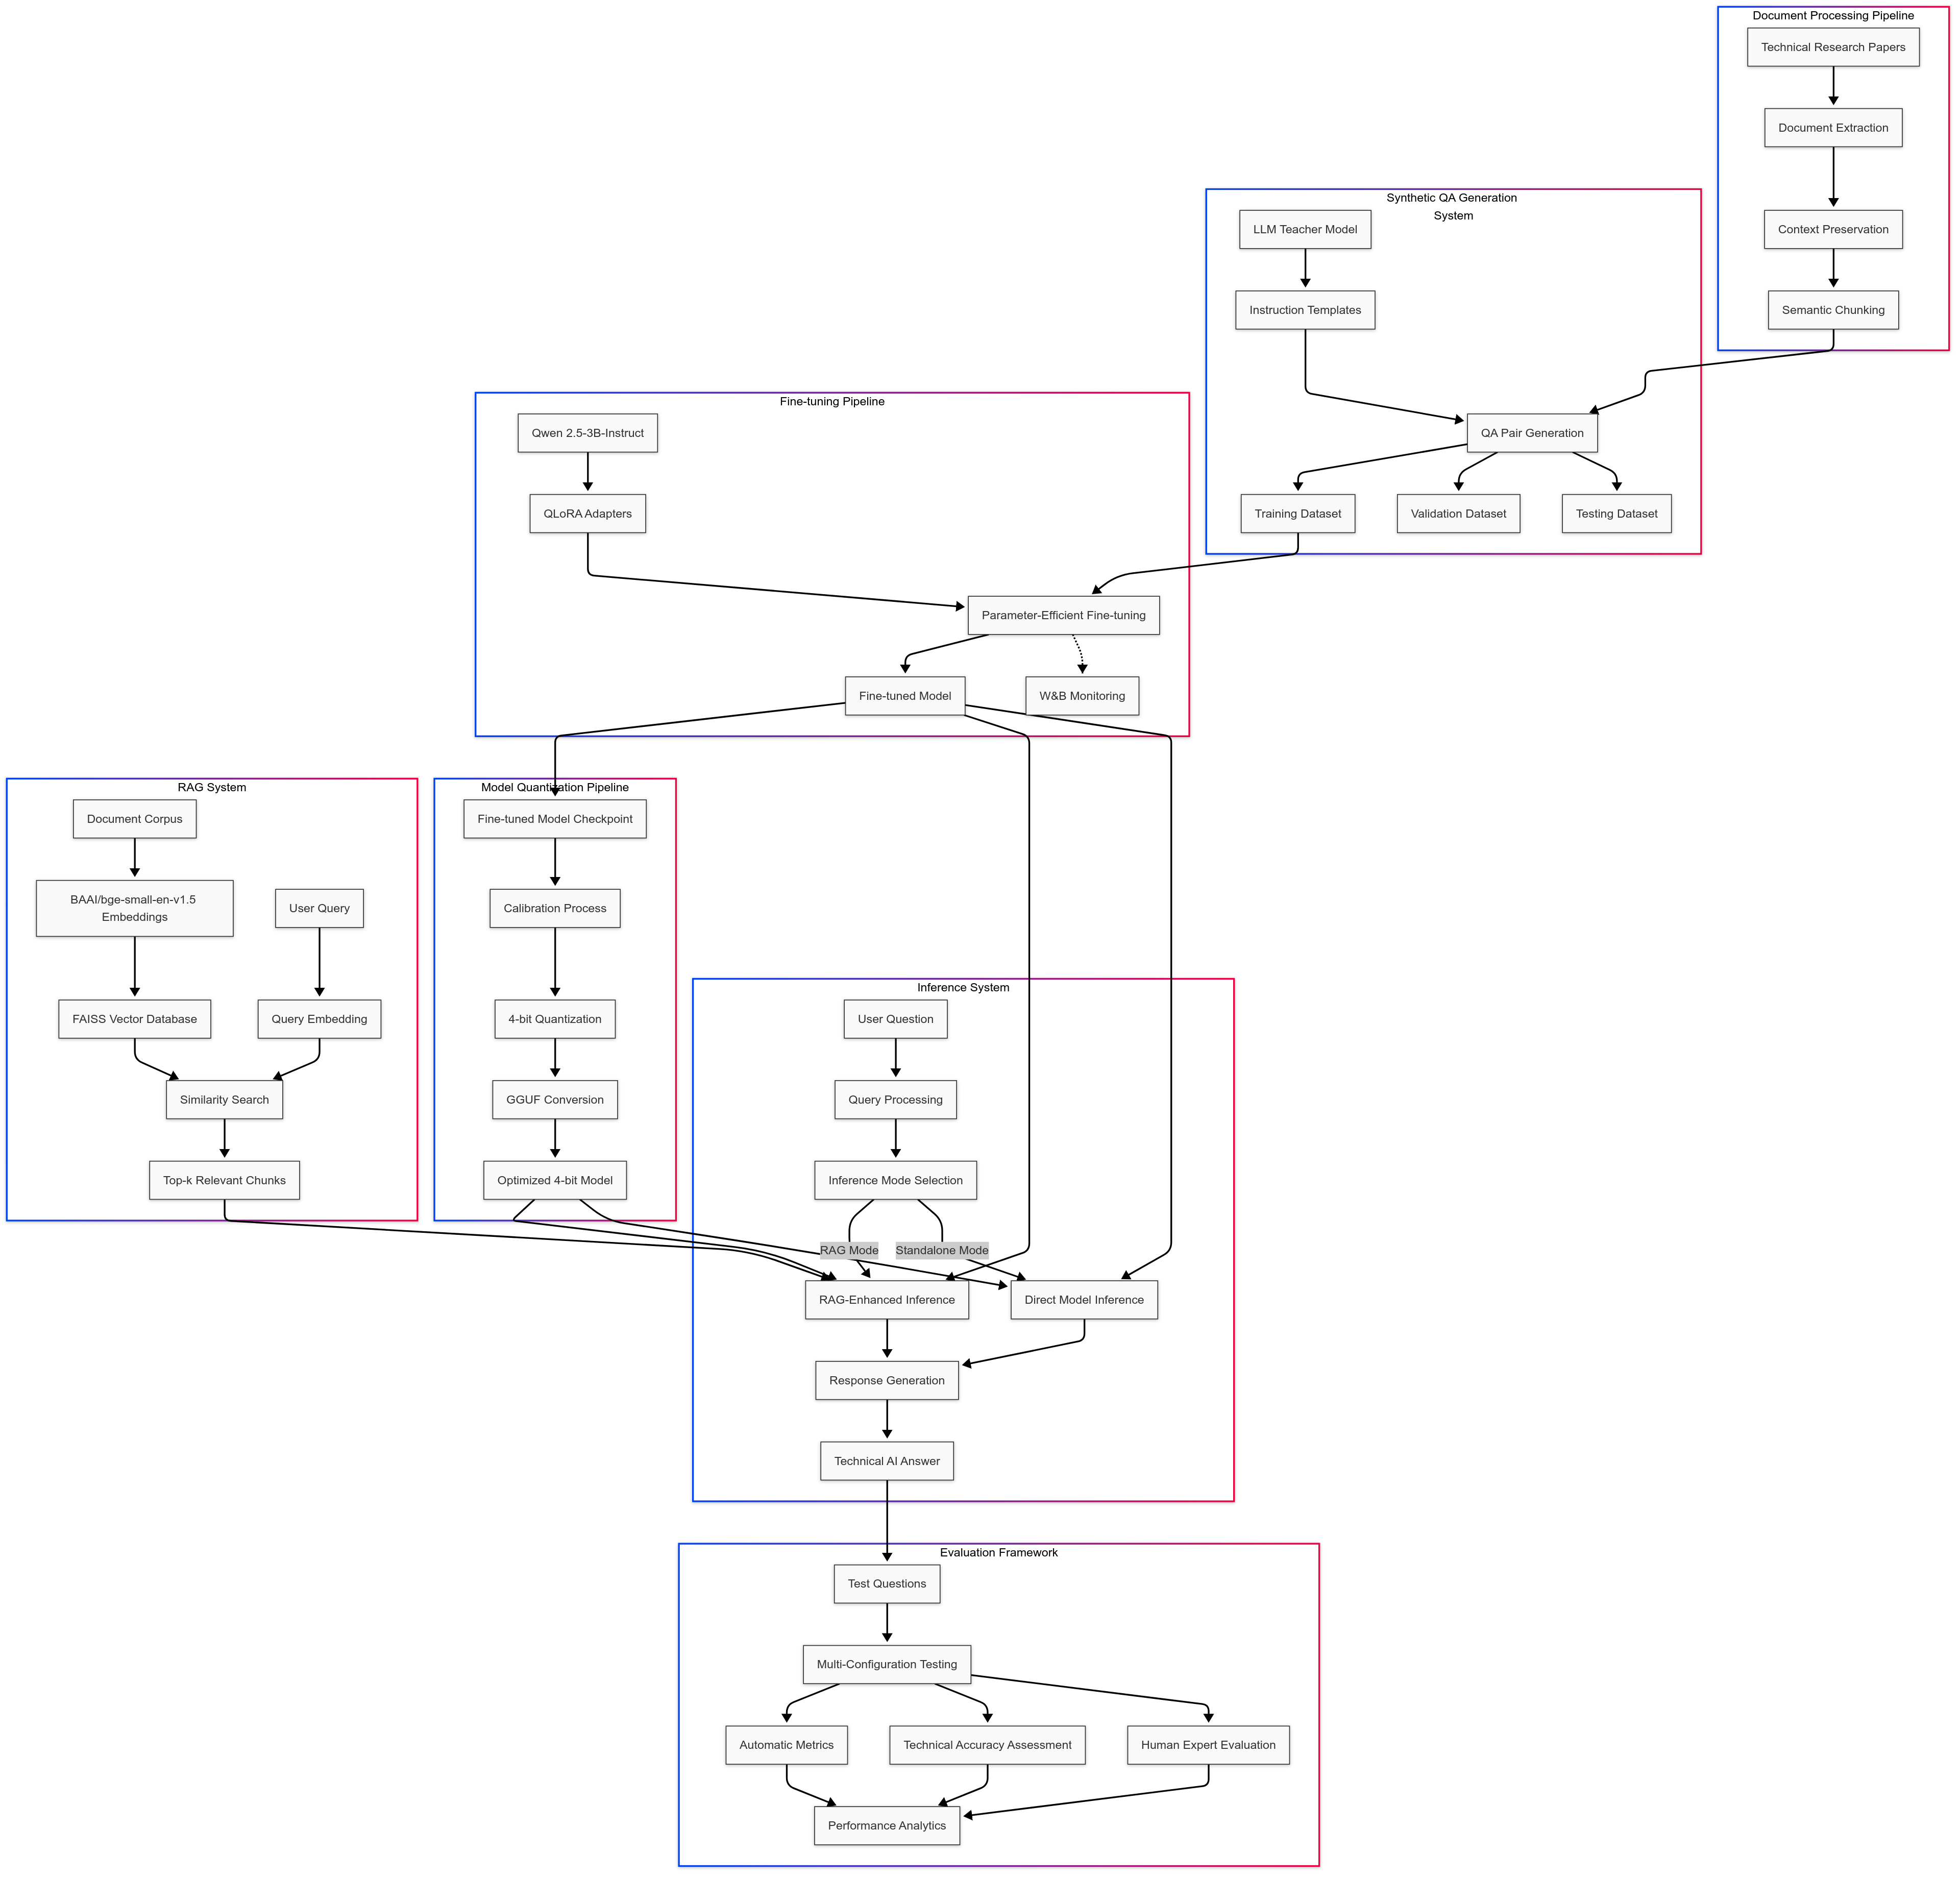 Document Processing Pipeline
Technical Research Papers
Document Extraction
Context Preservation
Semantic Chunking
Synthetic QA Generation
System
LLM Teacher Model
Instruction Templates
QA Pair Generation
Training Dataset
Validation Dataset
Testing Dataset
Fine-tuning Pipeline
Qwen 2.5-3B-Instruct
QLoRA Adapters
Parameter-Efficient Fine-tuning
Fine-tuned Model
W&B Monitoring
RAG System
Document Corpus
BAAI/bge-small-en-v1.5
Embeddings
User Query
FAISS Vector Database
Query Embedding
Similarity Search
Top-k Relevant Chunks
Model Quantization Pipeline
Fine-tuned Model Checkpoint
Calibration Process
4-bit Quantization
GGUF Conversion
Optimized 4-bit Model
Inference System
User Question
Query Processing
Inference Mode Selection
RAG Mode
Standalone Mode
RAG-Enhanced Inference
Direct Model Inference
Response Generation
Technical AI Answer
Evaluation Framework
Test Questions
Multi-Configuration Testing
Automatic Metrics
Technical Accuracy Assessment
Human Expert Evaluation
Performance Analytics